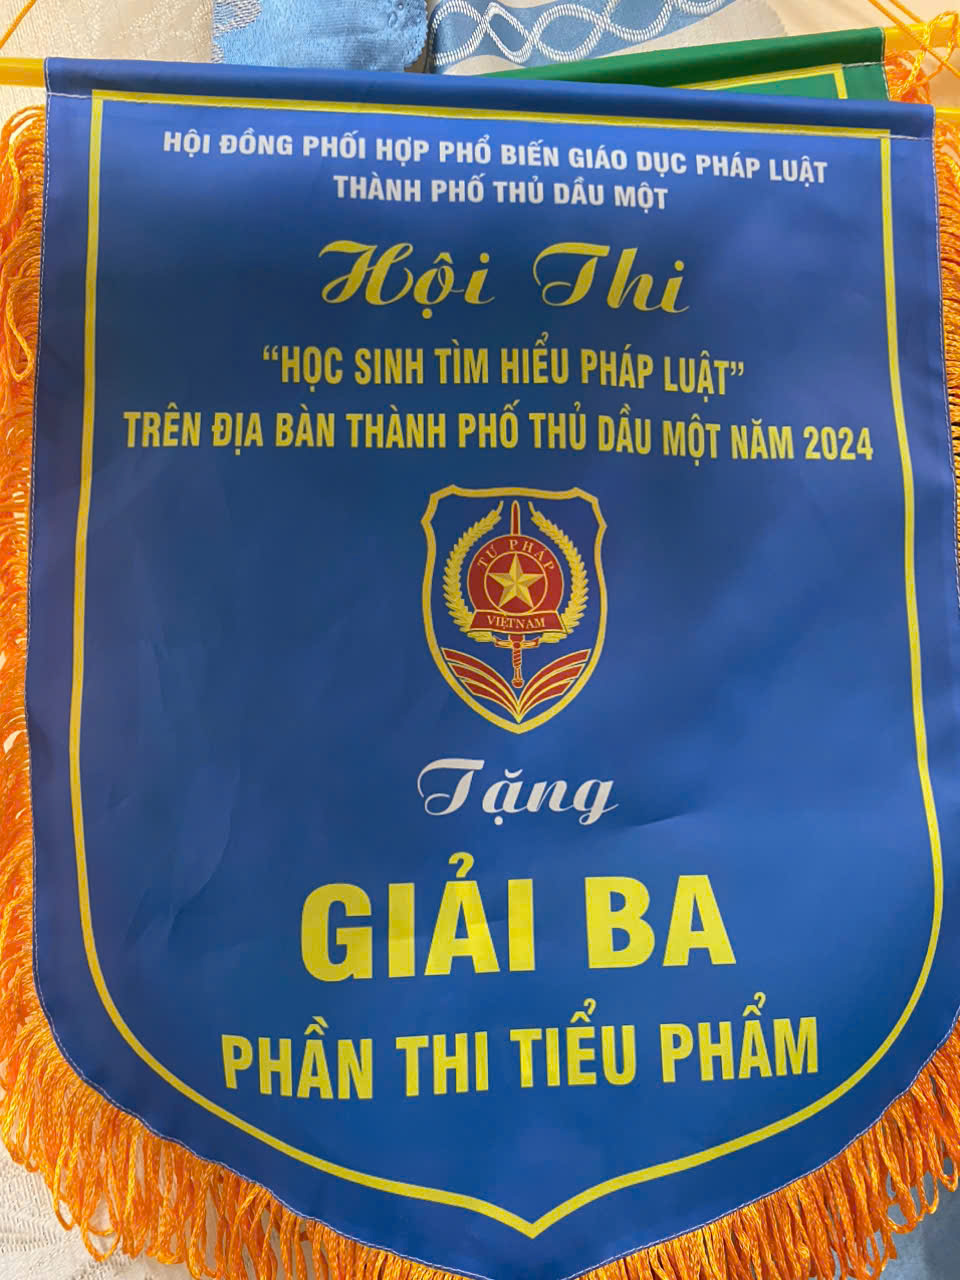 HỘI ĐỒNG PHỐI HỢP PHỔ BIẾN GIÁO DỤC PHÁP LUẬT
THÀNH PHỐ THỦ DẦU MỘT
Hội Thi
“HỌC SINH TÌM HIỂU PHÁP LUẬT”
TRÊN ĐỊA BÀN THÀNH PHỐ THỦ DẦU MỘT NĂM 2024
TƯ PHÁP
VIỆT NAM
Tặng
GIẢI BA
PHẦN THI TIỂU PHẨM